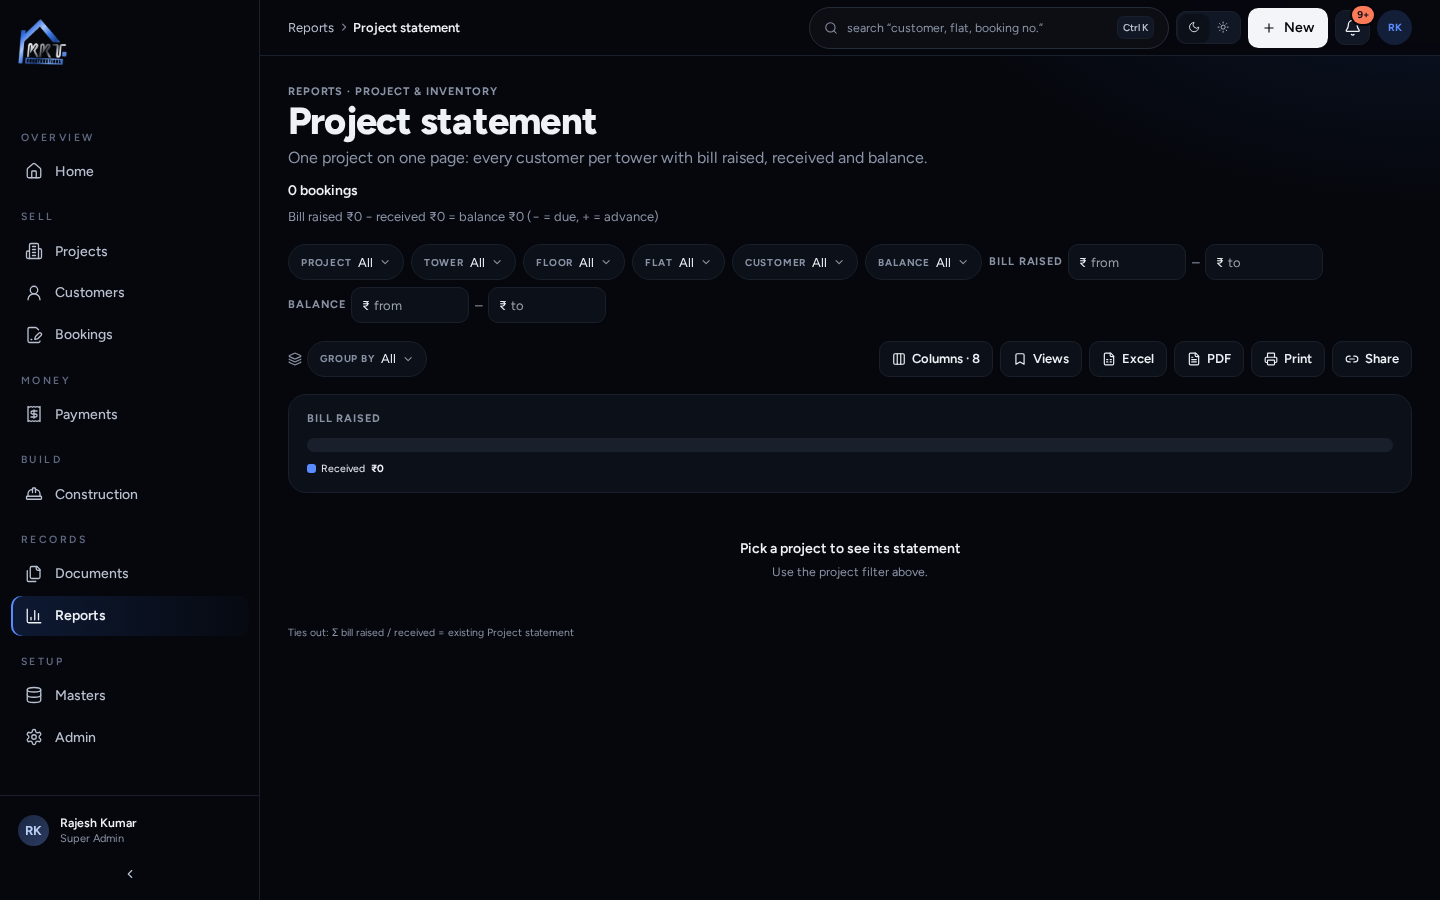 Reports > Project statement
search “customer, flat, booking no.”
Ctrl K
New
9+
RK
OVERVIEW
Home
SELL
Projects
Customers
Bookings
MONEY
Payments
BUILD
Construction
RECORDS
Documents
Reports
SETUP
Masters
Admin
RK
Rajesh Kumar
Super Admin
REPORTS · PROJECT & INVENTORY
Project statement
One project on one page: every customer per tower with bill raised, received and balance.
0 bookings
Bill raised ₹0 − received ₹0 = balance ₹0 (− = due, + = advance)
PROJECT All TOWER All FLOOR All FLAT All CUSTOMER All BALANCE All BILL RAISED ₹ from – ₹ to
BALANCE ₹ from – ₹ to
GROUP BY All
Columns · 8 Views Excel PDF Print Share
BILL RAISED
Received ₹0
Pick a project to see its statement
Use the project filter above.
Ties out: Σ bill raised / received = existing Project statement